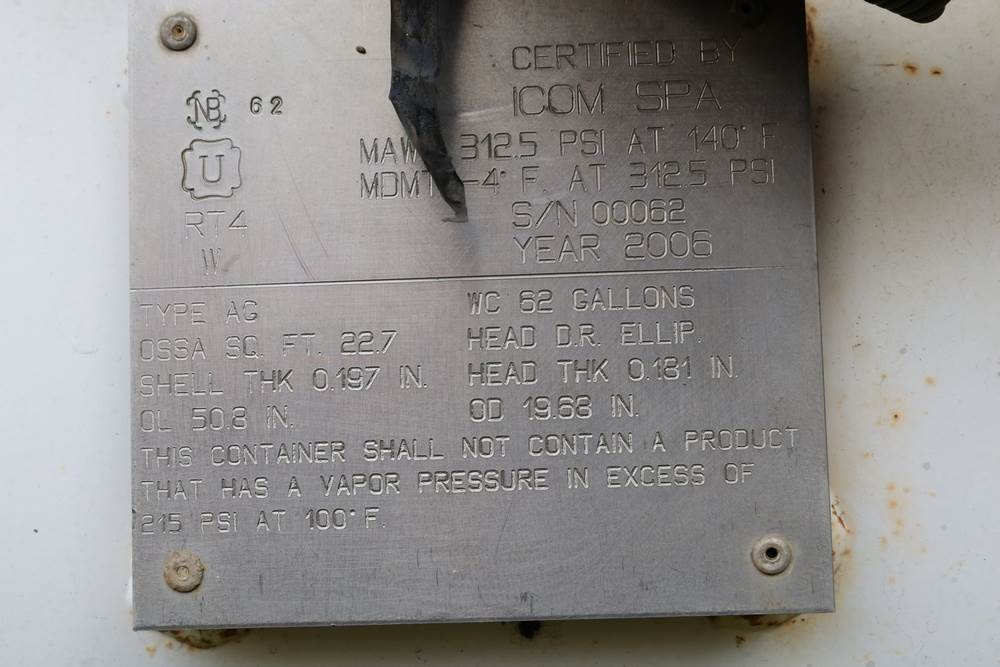 CERTIFIED BY
ICOM SPA
NB 62
U
MAW 312.5 PSI AT 140°F
MDMT -4°F. AT 312.5 PSI
RT4
S/N 00062
W
YEAR 2006
TYPE AG
WC 62 GALLONS
OSSA SQ. FT. 22.7
HEAD D.R. ELLIP.
SHELL THK 0.197 IN.
HEAD THK 0.181 IN.
OL 50.8 IN.
OD 19.68 IN.
THIS CONTAINER SHALL NOT CONTAIN A PRODUCT
THAT HAS A VAPOR PRESSURE IN EXCESS OF
215 PSI AT 100°F.